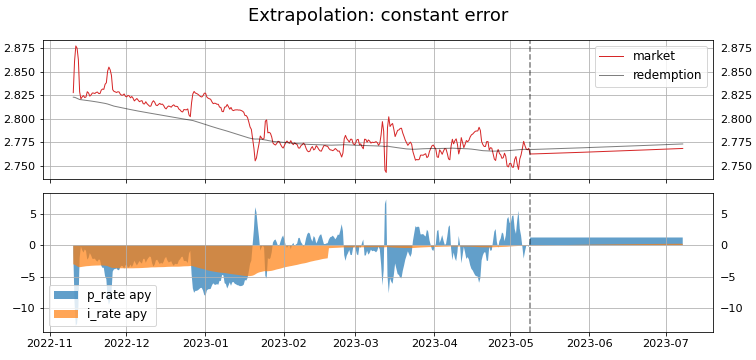 Extrapolation: constant error
2.875 2.875
2.850 2.850
2.825 2.825
2.800 2.800
2.775 2.775
2.750 2.750
market
redemption
5 5
0 0
−5 −5
−10 −10
p_rate apy
i_rate apy
2022-11 2022-12 2023-01 2023-02 2023-03 2023-04 2023-05 2023-06 2023-07